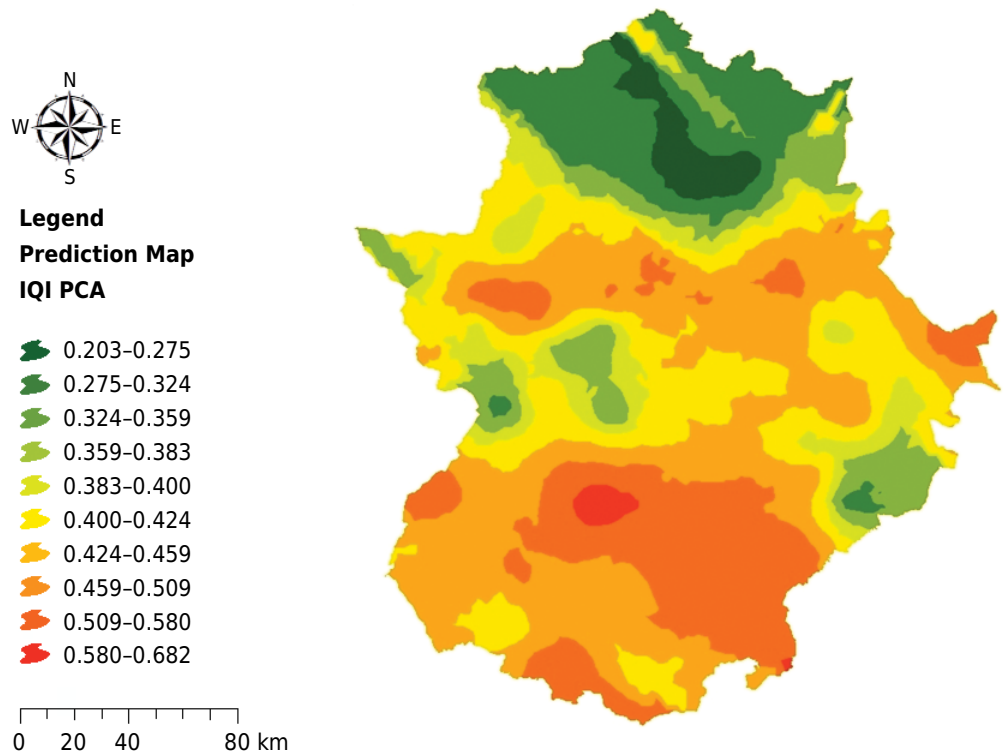 N
W E
S
Legend
Prediction Map
IQI PCA
0.203–0.275
0.275–0.324
0.324–0.359
0.359–0.383
0.383–0.400
0.400–0.424
0.424–0.459
0.459–0.509
0.509–0.580
0.580–0.682
0 20 40 80 km